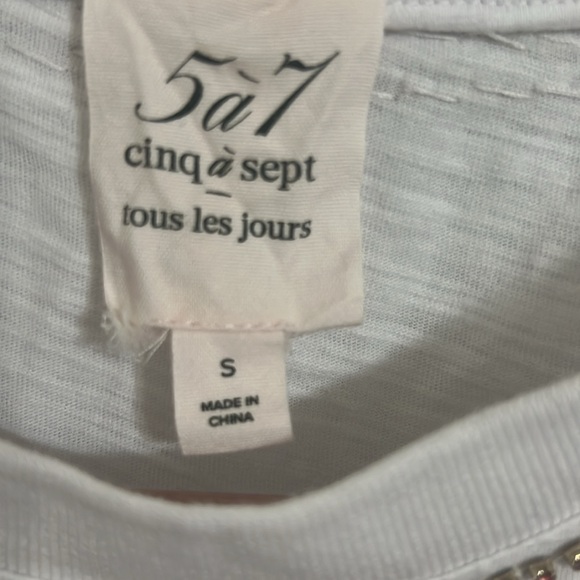 5à7
cinq à sept
tous les jours
S
MADE IN
CHINA